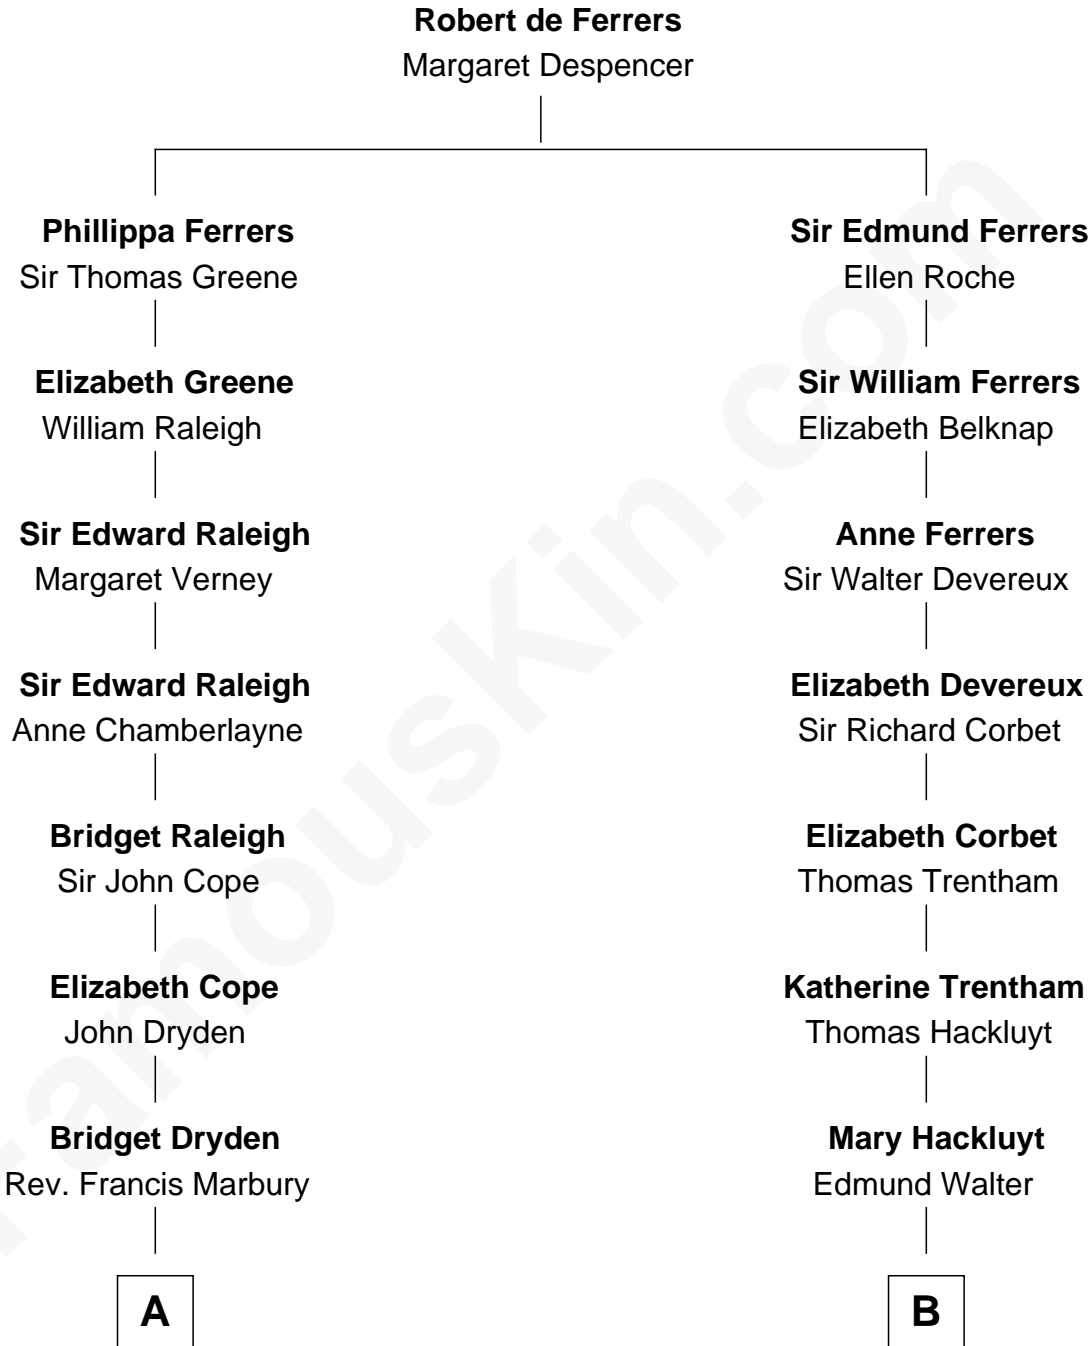 Robert de Ferrers
Margaret Despencer
Phillippa Ferrers
Sir Thomas Greene
Elizabeth Greene
William Raleigh
Sir Edward Raleigh
Margaret Verney
Sir Edward Raleigh
Anne Chamberlayne
Bridget Raleigh
Sir John Cope
Elizabeth Cope
John Dryden
Bridget Dryden
Rev. Francis Marbury
A
Sir Edmund Ferrers
Ellen Roche
Sir William Ferrers
Elizabeth Belknap
Anne Ferrers
Sir Walter Devereux
Elizabeth Devereux
Sir Richard Corbet
Elizabeth Corbet
Thomas Trentham
Katherine Trentham
Thomas Hackluyt
Mary Hackluyt
Edmund Walter
B
FamousKin.com